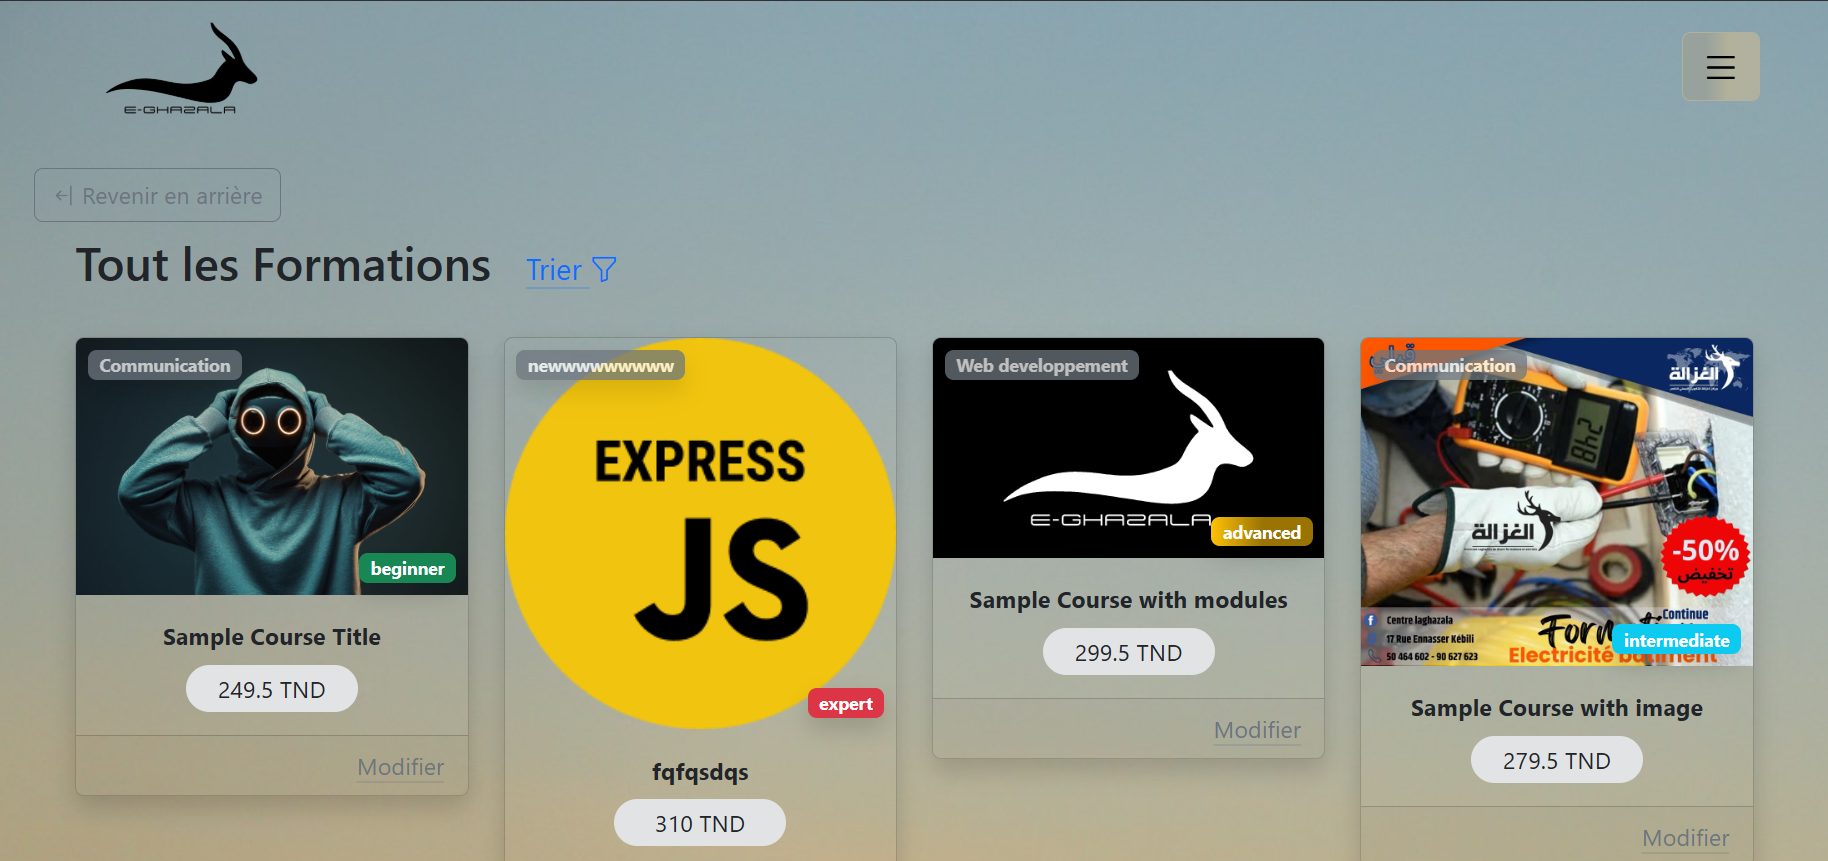 E-GHAZALA
Revenir en arrière
Tout les Formations
Trier
Communication
beginner
Sample Course Title
249.5 TND
Modifier
newwwwwwwww
EXPRESS
JS
expert
fqfqsdqs
310 TND
Web developpement
E-GHAZALA
advanced
Sample Course with modules
299.5 TND
Modifier
Communication
الغزالة
الغزالة
-50%
تخفيض
Continue
Centre laghazala
17 Rue Ennasser Kébili
50 464 602 - 90 627 623
intermediate
Electricité bâtiment
Sample Course with image
279.5 TND
Modifier